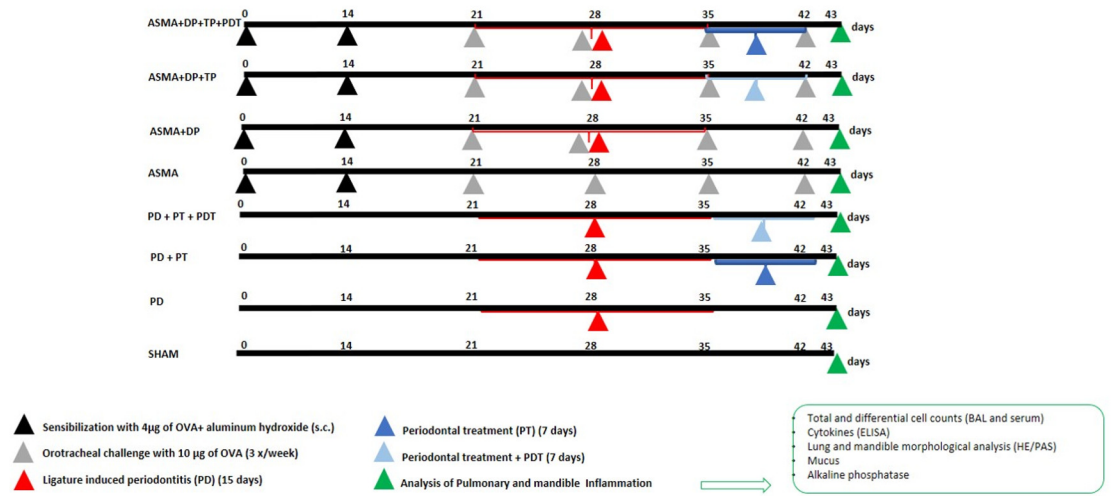 0 14 21 28 35 42 43
ASMA+DP+TP+PDT days
0 14 21 28 35 42 43
ASMA+DP+TP days
0 14 21 28 35 42 43
ASMA+DP days
0 14 21 28 35 42 43
ASMA days
0 14 21 28 35 42 43
PD + PT + PDT days
0 14 21 28 35 42 43
PD + PT days
0 14 21 28 35 42 43
PD days
0 14 21 28 35 42 43
SHAM days
Sensibilization with 4µg of OVA+ aluminum hydroxide (s.c.)
Orotracheal challenge with 10 µg of OVA (3 x/week)
Ligature induced periodontitis (PD) (15 days)
Periodontal treatment (PT) (7 days)
Periodontal treatment + PDT (7 days)
Analysis of Pulmonary and mandible Inflammation
Total and differential cell counts (BAL and serum)
Cytokines (ELISA)
Lung and mandible morphological analysis (HE/PAS)
Mucus
Alkaline phosphatase